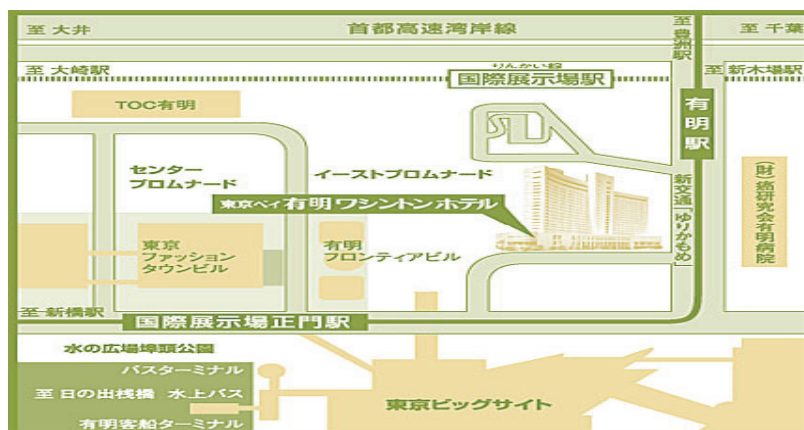 至 大井
首都高速湾岸線
至 豊洲駅
至 千葉
至 大崎駅
りんかい線
国際展示場駅
至 新木場駅
TOC有明
有明駅
センター
プロムナード
イーストプロムナード
東京ベイ有明ワシントンホテル
新交通「ゆりかもめ」
(財)癌研究会有明病院
東京
ファッション
タウンビル
有明
フロンティアビル
至 新橋駅
国際展示場正門駅
水の広場埠頭公園
バスターミナル
至 日の出桟橋 水上バス
有明客船ターミナル
東京ビッグサイト